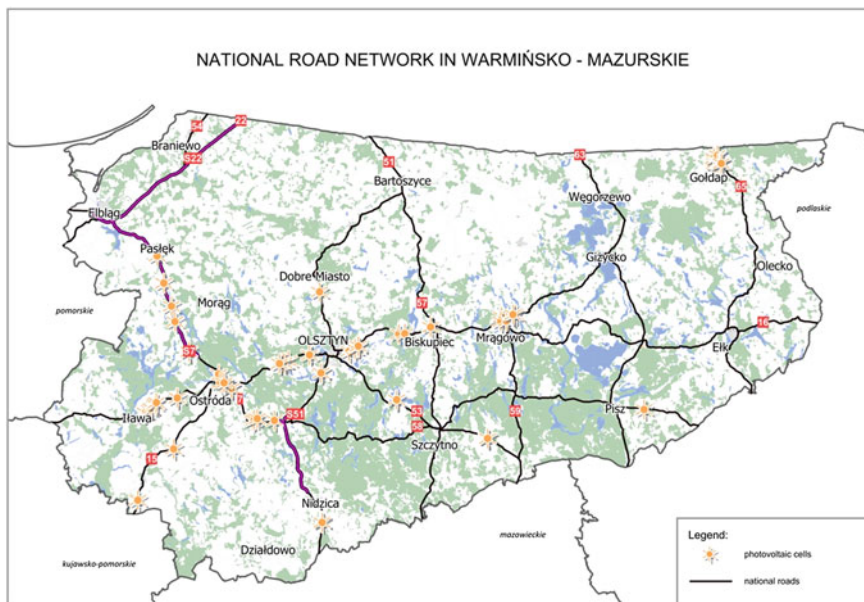 NATIONAL ROAD NETWORK IN WARMIŃSKO - MAZURSKIE
22
54
Braniewo
S22
51
63
Bartoszyce
Gołdap
65
Węgorzewo
podlaskie
Elbląg
Pasłęk
Giżycko
Olecko
Dobre Miasto
Morąg
57
pomorskie
16
OLSZTYN
Biskupiec
Mrągowo
Ełk
S7
Ostróda
7
Iława
S51
53
58
59
Pisz
Szczytno
15
Nidzica
mazowieckie
Działdowo
kujawsko-pomorskie
Legend:
photovoltaic cells
national roads